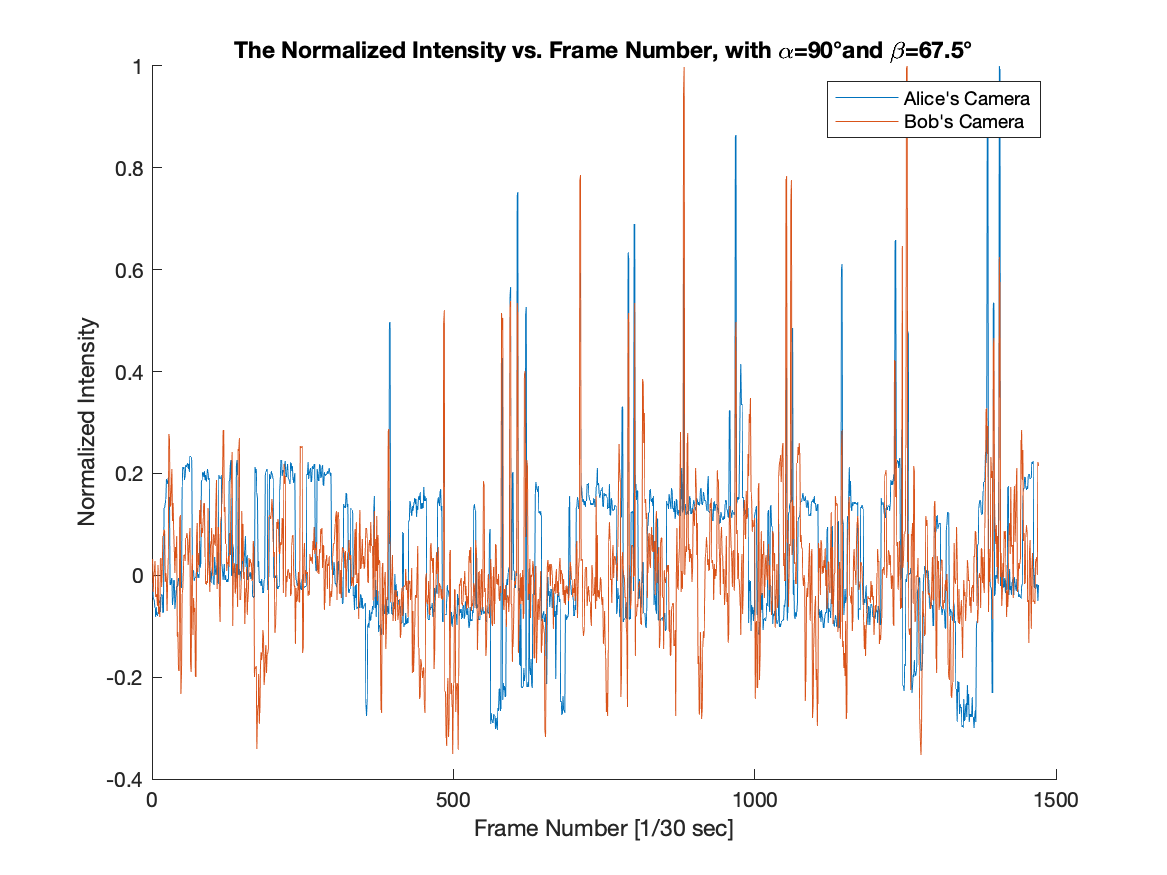 The Normalized Intensity vs. Frame Number, with α=90°and β=67.5°
Alice's Camera
Bob's Camera
Normalized Intensity
1
0.8
0.6
0.4
0.2
0
-0.2
-0.4
0
500
1000
1500
Frame Number [1/30 sec]